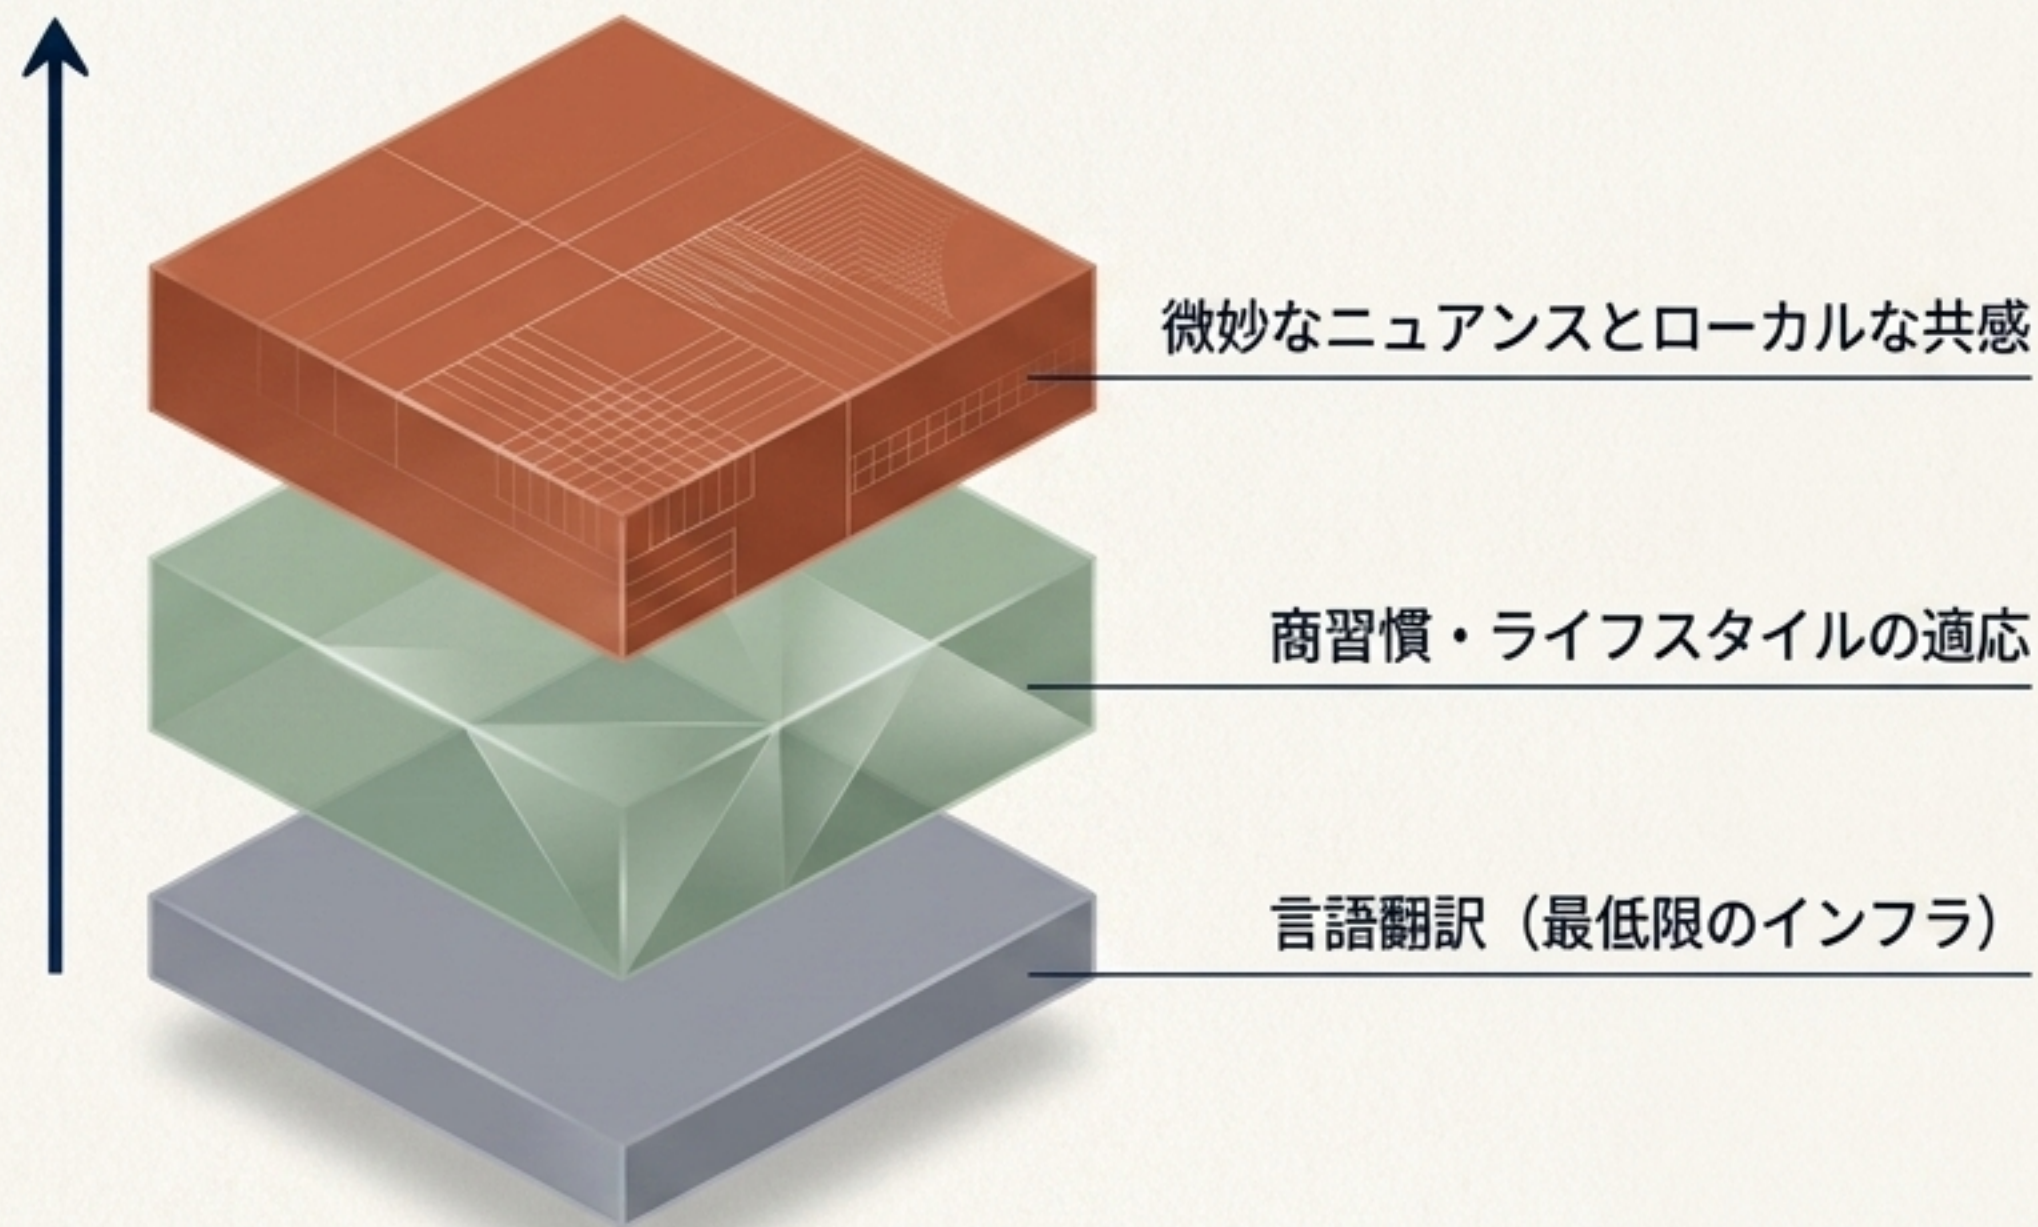 微妙なニュアンスとローカルな共感
商習慣・ライフスタイルの適応
言語翻訳（最低限のインフラ）